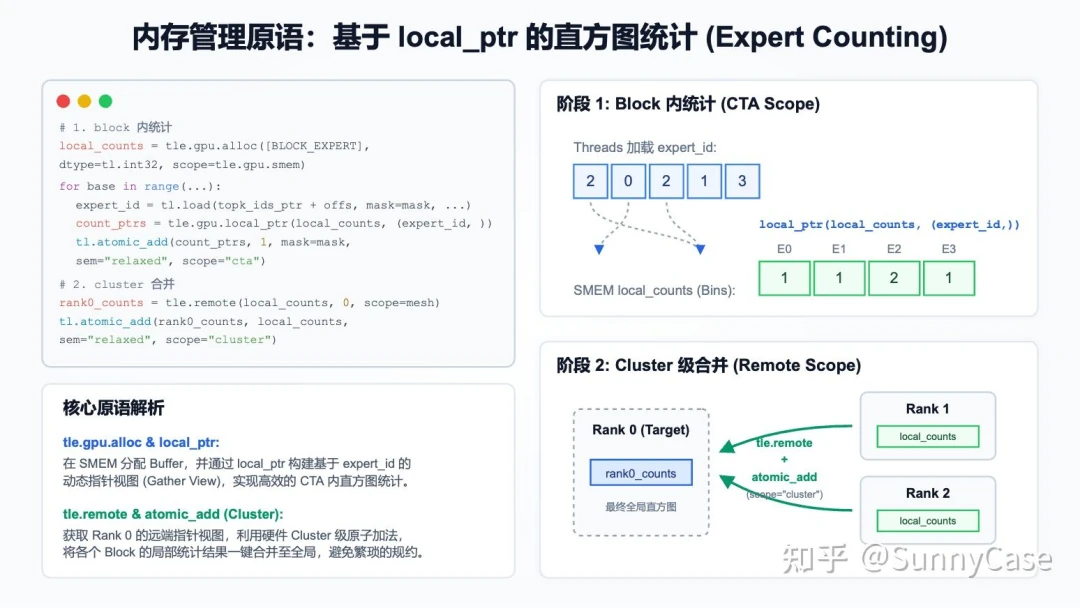 内存管理原语：基于 local_ptr 的直方图统计 (Expert Counting)
# 1. block 内统计
local_counts = tle.gpu.alloc([BLOCK_EXPERT],
dtype=tl.int32, scope=tle.gpu.smem)
for base in range(...):
expert_id = tl.load(topk_ids_ptr + offs, mask=mask, ...)
count_ptrs = tle.gpu.local_ptr(local_counts, (expert_id, ))
tl.atomic_add(count_ptrs, 1, mask=mask,
sem="relaxed", scope="cta")
# 2. cluster 合并
rank0_counts = tle.remote(local_counts, 0, scope=mesh)
tl.atomic_add(rank0_counts, local_counts,
sem="relaxed", scope="cluster")
核心原语解析
tle.gpu.alloc & local_ptr:
在 SMEM 分配 Buffer，并通过 local_ptr 构建基于 expert_id 的
动态指针视图 (Gather View)，实现高效的 CTA 内直方图统计。
tle.remote & atomic_add (Cluster):
获取 Rank 0 的远端指针视图，利用硬件 Cluster 级原子加法，
将各个 Block 的局部统计结果一键合并至全局，避免繁琐的规约。
阶段 1: Block 内统计 (CTA Scope)
Threads 加载 expert_id:
2 0 2 1 3
local_ptr(local_counts, (expert_id,))
E0 E1 E2 E3
1 1 2 1
SMEM local_counts (Bins):
阶段 2: Cluster 级合并 (Remote Scope)
Rank 0 (Target)
rank0_counts
最终全局直方图
tle.remote
+
atomic_add
(scope="cluster")
Rank 1
local_counts
Rank 2
local_counts
知乎 @SunnyCase